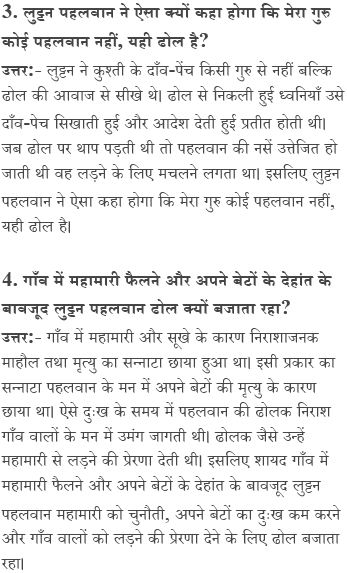 3. लुट्टन पहलवान ने ऐसा क्यों कहा होगा कि मेरा गुरु
कोई पहलवान नहीं, यही ढोल है?
उत्तर:- लुट्टन ने कुश्ती के दाँव-पेंच किसी गुरु से नहीं बल्कि
ढोल की आवाज से सीखे थे। ढोल से निकली हुई ध्वनियाँ उसे
दाँव-पेच सिखाती हुई और आदेश देती हुई प्रतीत होती थी।
जब ढोल पर थाप पड़ती थी तो पहलवान की नसें उत्तेजित हो
जाती थी वह लड़ने के लिए मचलने लगता था। इसलिए लुट्टन
पहलवान ने ऐसा कहा होगा कि मेरा गुरु कोई पहलवान नहीं,
यही ढोल है।
4. गाँव में महामारी फैलने और अपने बेटों के देहांत के
बावजूद लुट्टन पहलवान ढोल क्यों बजाता रहा?
उत्तर:- गाँव में महामारी और सूखे के कारण निराशाजनक
माहौल तथा मृत्यु का सन्नाटा छाया हुआ था। इसी प्रकार का
सन्नाटा पहलवान के मन में अपने बेटों की मृत्यु के कारण
छाया था। ऐसे दुःख के समय में पहलवान की ढोलक निराश
गाँव वालों के मन में उमंग जागती थी। ढोलक जैसे उन्हें
महामारी से लड़ने की प्रेरणा देती थी। इसलिए शायद गाँव में
महामारी फैलने और अपने बेटों के देहांत के बावजूद लुट्टन
पहलवान महामारी को चुनौती, अपने बेटों का दुःख कम करने
और गाँव वालों को लड़ने की प्रेरणा देने के लिए ढोल बजाता
रहा।